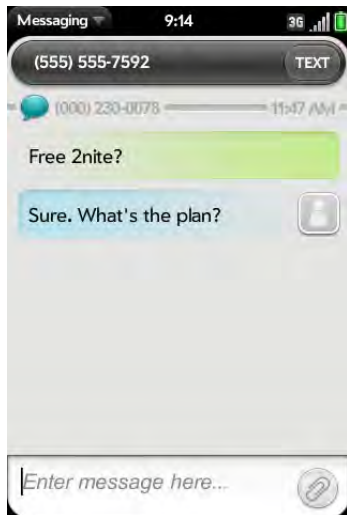 Messaging 9:14 3G
(555) 555-7592 TEXT
(000) 230-0078 11:47 AM
Free 2nite?
Sure. What's the plan?
Enter message here...